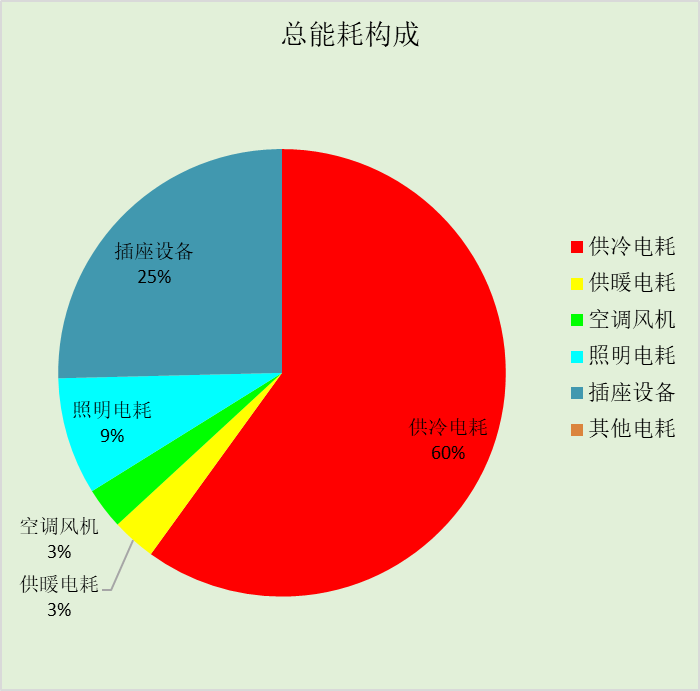 总能耗构成
插座设备
25%
照明电耗
9%
空调风机
3%
供暖电耗
3%
供冷电耗
60%
供冷电耗
供暖电耗
空调风机
照明电耗
插座设备
其他电耗